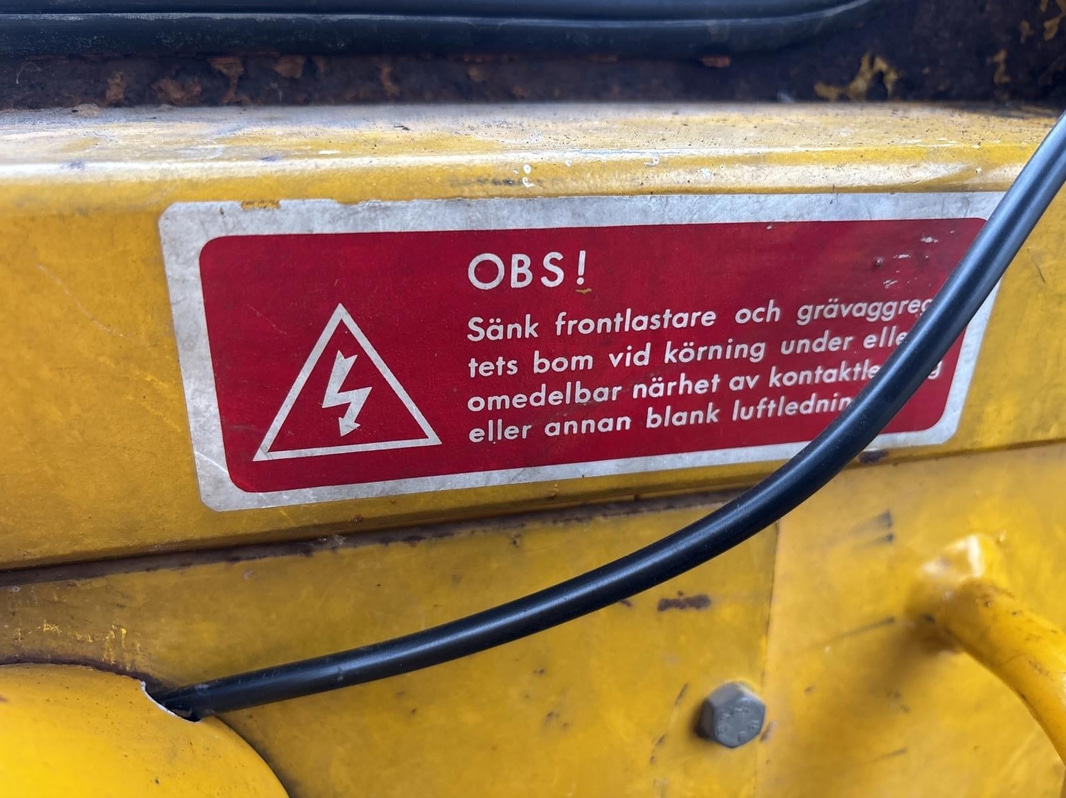 OBS!
Sänk frontlastare och grävaggreg
tets bom vid körning under elle
omedelbar närhet av kontaktle g
eller annan blank luftlednin